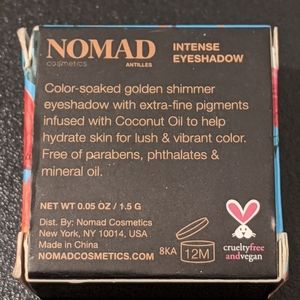 NOMAD
cosmetics
ANTILLES
INTENSE
EYESHADOW
Color-soaked golden shimmer
eyeshadow with extra-fine pigments
infused with Coconut Oil to help
hydrate skin for lush & vibrant color.
Free of parabens, phthalates &
mineral oil.
NET WT 0.05 OZ / 1.5 G
Dist. By: Nomad Cosmetics
New York, NY 10014, USA
Made in China
NOMADCOSMETICS.COM
8KA
12M
crueltyfree
andvegan